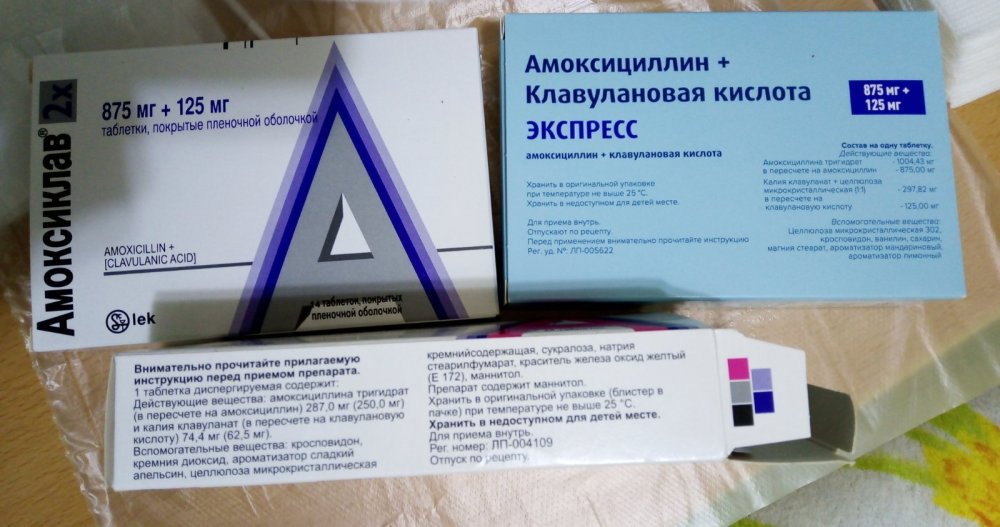 Амоксиклав® 2x
875 мг + 125 мг
таблетки, покрытые пленочной оболочкой
AMOXICILLIN +
[CLAVULANIC ACID]
lek
14 таблеток, покрытых
пленочной оболочкой
Амоксициллин +
Клавулановая кислота
ЭКСПРЕСС
амоксициллин + клавулановая кислота
875 мг +
125 мг
Хранить в оригинальной упаковке
при температуре не выше 25 °С.
Хранить в недоступном для детей месте.
Для приема внутрь.
Отпускают по рецепту.
Перед применением внимательно прочитайте инструкцию
Рег. уд. №: ЛП-005622
Состав на одну таблетку.
Действующие вещества:
Амоксициллина тригидрат - 1004,43 мг
в пересчете на амоксициллин - 875,00 мг
Калия клавуланат + целлюлоза
микрокристаллическая (1:1) - 297,82 мг
в пересчете на
клавулановую кислоту - 125,00 мг
Вспомогательные вещества:
Целлюлоза микрокристаллическая 302,
кросповидон, ванилин, сахарин,
магния стеарат, ароматизатор мандариновый,
ароматизатор лимонный
Внимательно прочитайте прилагаемую
инструкцию перед приемом препарата.
1 таблетка диспергируемая содержит:
Действующие вещества: амоксициллина тригидрат
(в пересчете на амоксициллин) 287,0 мг (250,0 мг)
и калия клавуланат (в пересчете на клавулановую
кислоту) 74,4 мг (62,5 мг).
Вспомогательные вещества: кросповидон,
кремния диоксид, ароматизатор сладкий
апельсин, целлюлоза микрокристаллическая
кремнийсодержащая, сукралоза, натрия
стеарилфумарат, краситель железа оксид желтый
(Е 172), маннитол.
Препарат содержит маннитол.
Хранить в оригинальной упаковке (блистер в
пачке) при температуре не выше 25 °С.
Хранить в недоступном для детей месте.
Для приема внутрь.
Рег. номер: ЛП-004109
Отпуск по рецепту.